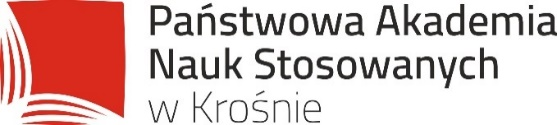 Państwowa Akademia
Nauk Stosowanych
w Krośnie